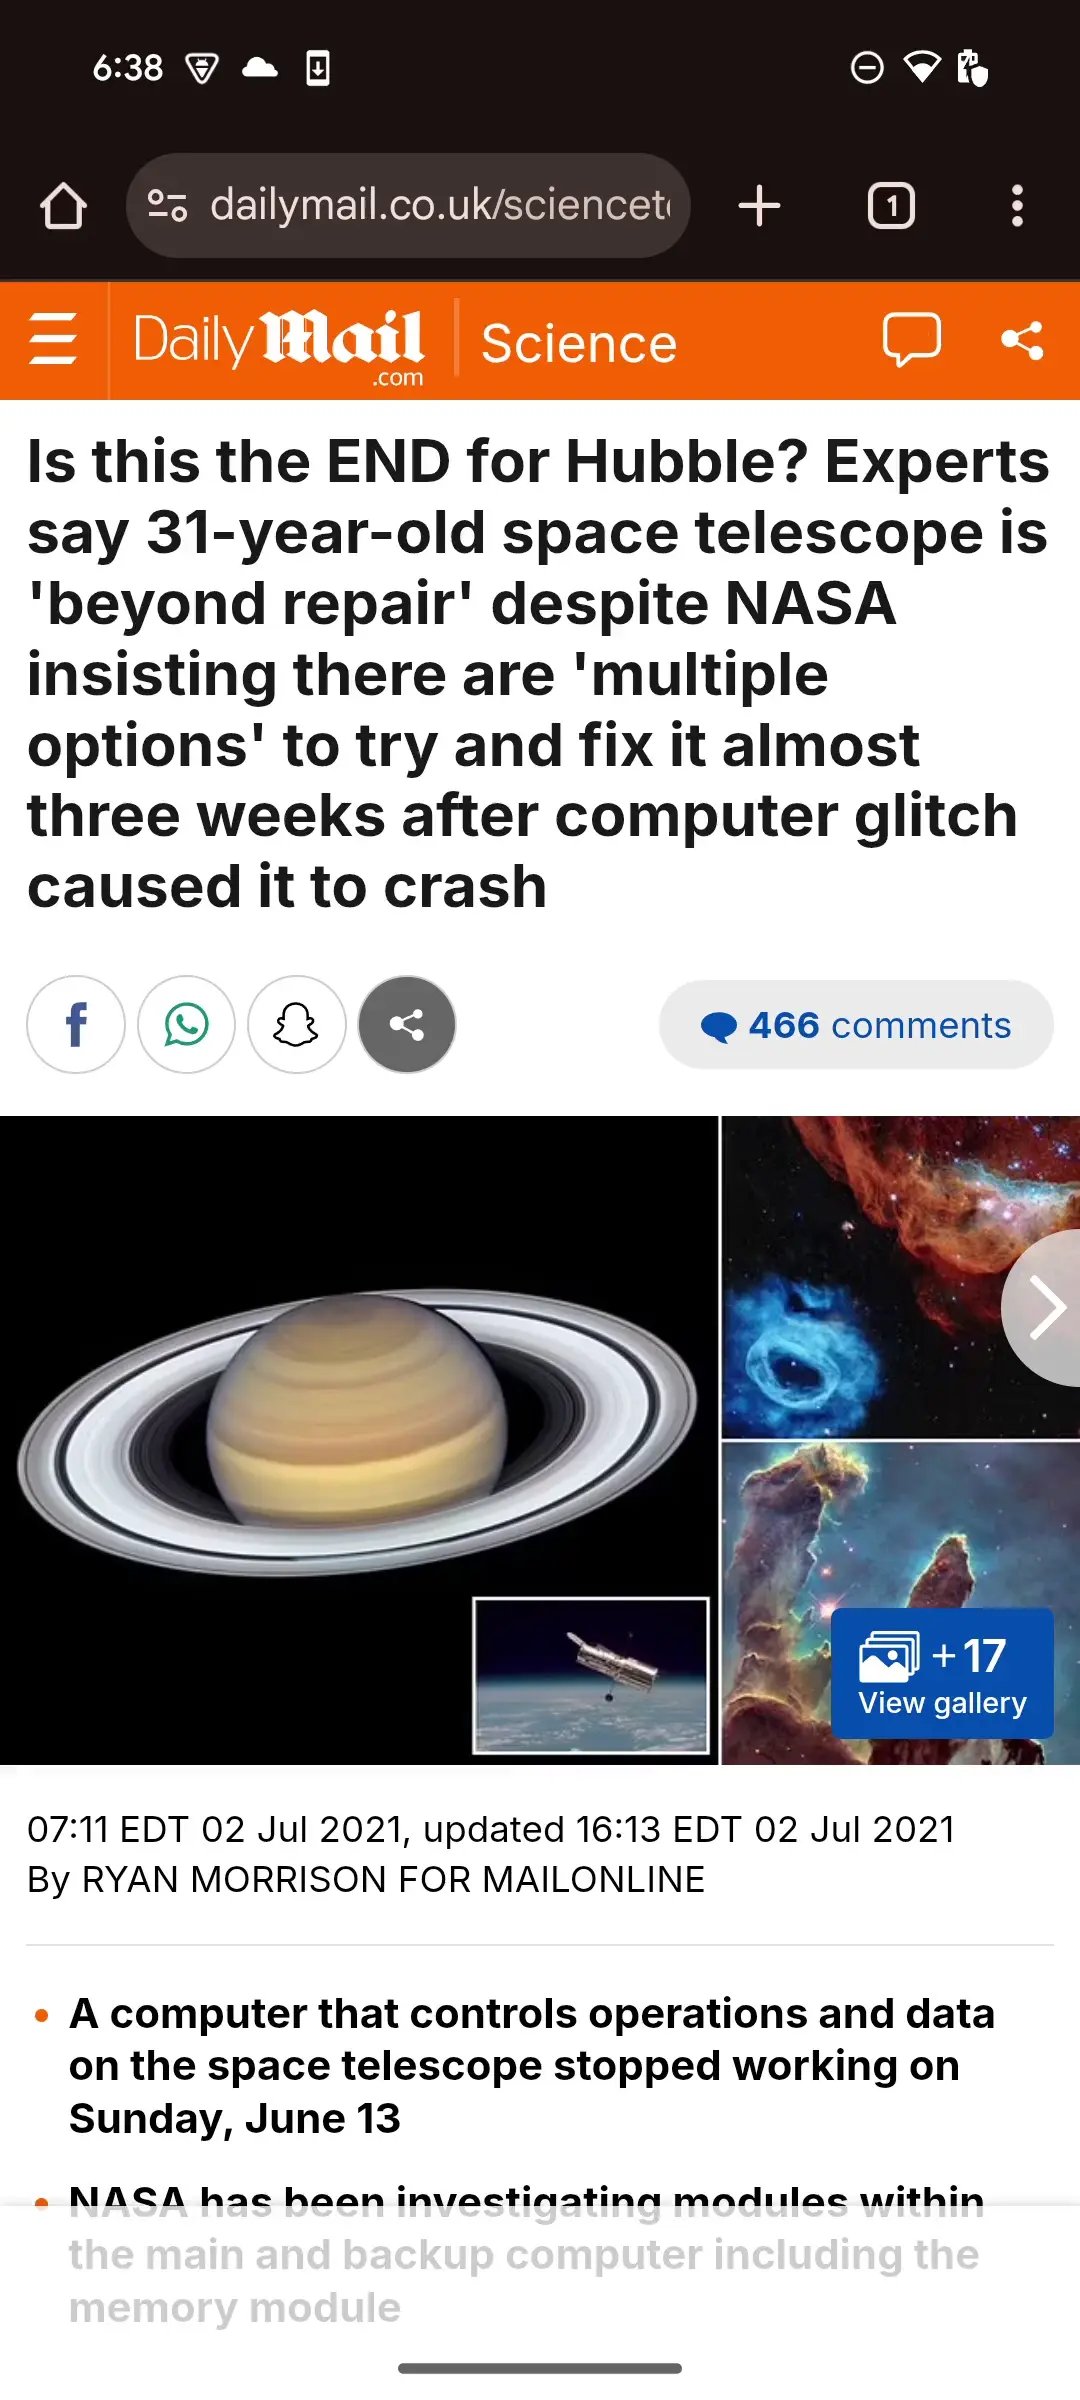 6:38
dailymail.co.uk/sciencet
1
Daily Mail
.com
Science
Is this the END for Hubble? Experts
say 31-year-old space telescope is
'beyond repair' despite NASA
insisting there are 'multiple
options' to try and fix it almost
three weeks after computer glitch
caused it to crash
466 comments
+17
View gallery
07:11 EDT 02 Jul 2021, updated 16:13 EDT 02 Jul 2021
By RYAN MORRISON FOR MAILONLINE
• A computer that controls operations and data
on the space telescope stopped working on
Sunday, June 13
• NASA has been investigating modules within
the main and backup computer including the
memory module